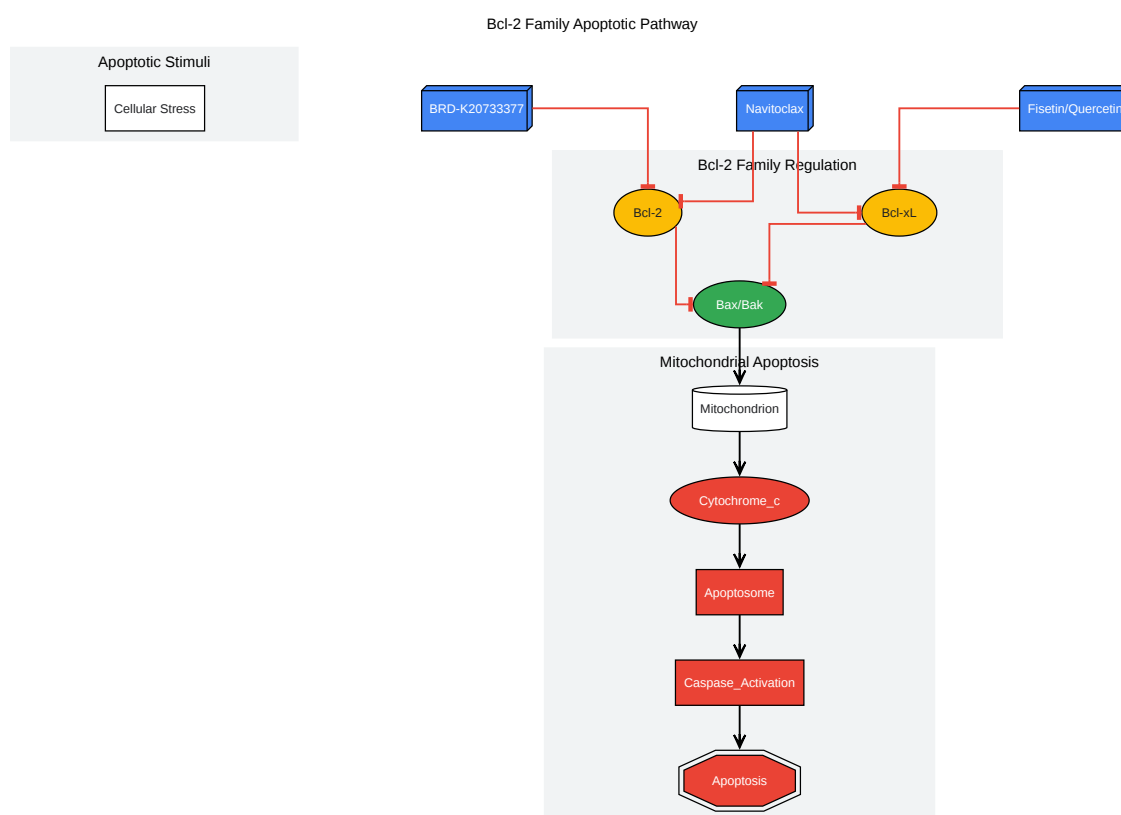 Bcl-2 Family Apoptotic Pathway
Apoptotic Stimuli
Cellular Stress
BRD-K20733377
Navitoclax
Fisetin/Quercetin
Bcl-2 Family Regulation
Bcl-2
Bcl-xL
Bax/Bak
Mitochondrial Apoptosis
Mitochondrion
Cytochrome_c
Apoptosome
Caspase_Activation
Apoptosis